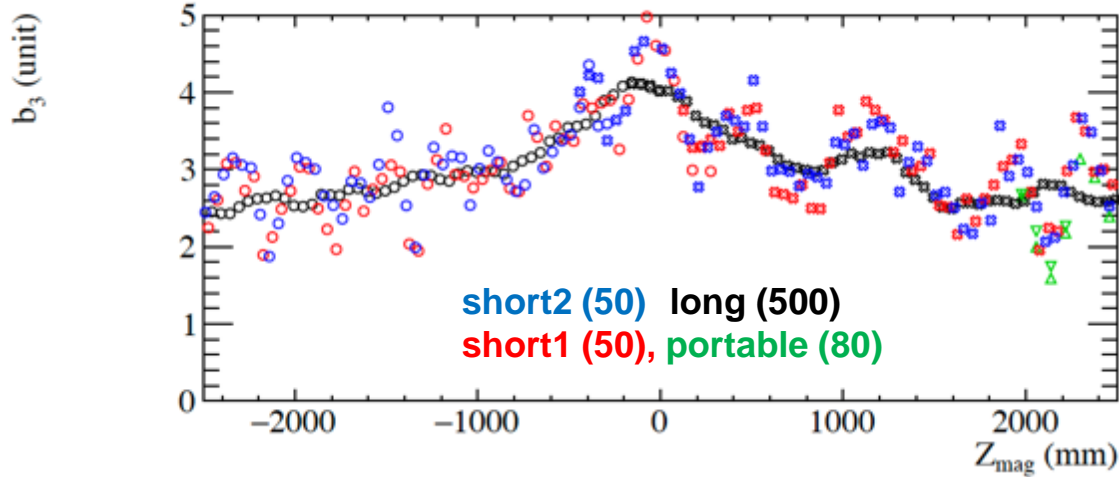 b3 (unit)
5
4
3
2
1
0
short2 (50) long (500)
short1 (50), portable (80)
−2000 −1000 0 1000 2000
Zmag (mm)